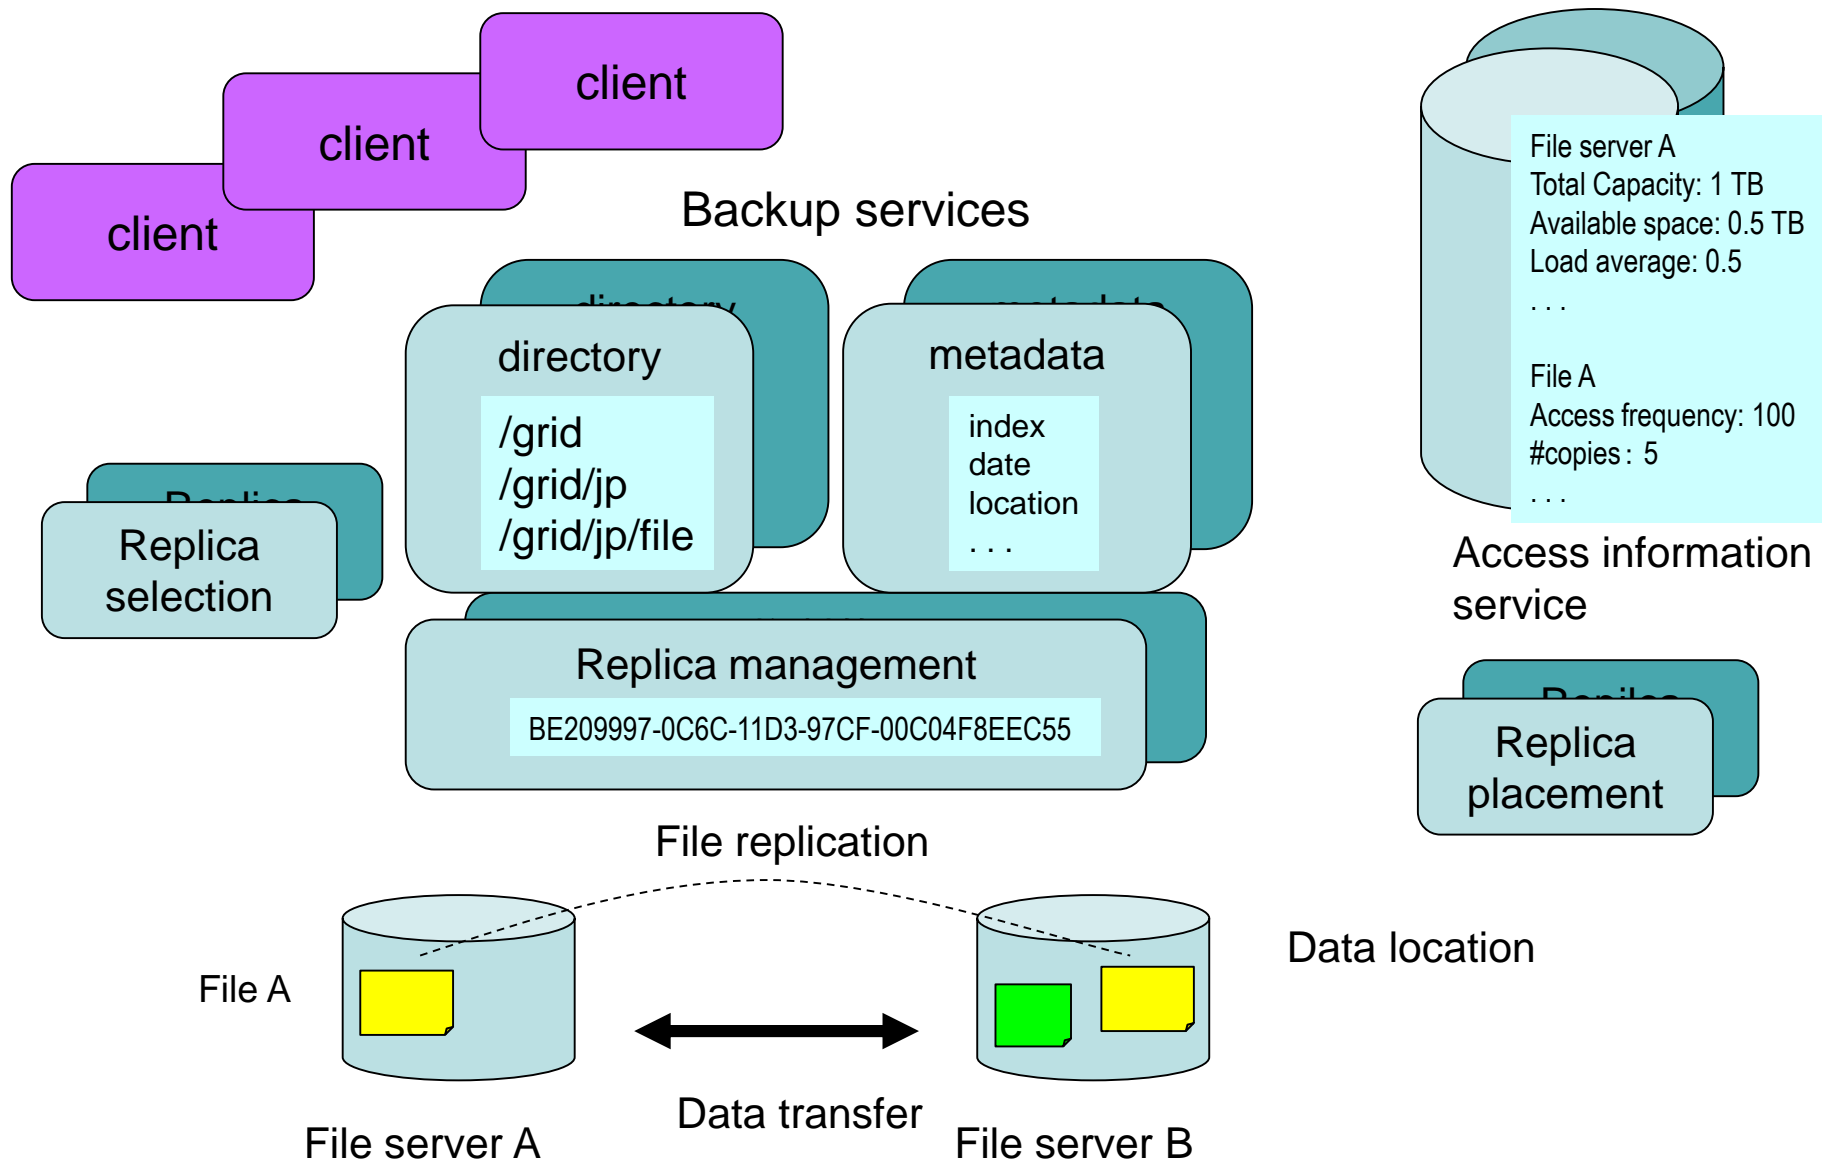 client
client
client
Backup services
directory
metadata
directory
/grid
/grid/jp
/grid/jp/file
metadata
index
date
location
. . .
File server A
Total Capacity: 1 TB
Available space: 0.5 TB
Load average: 0.5
. . .
File A
Access frequency: 100
#copies : 5
. . .
Access information
service
Replica
Replica
selection
Replica management
BE209997-0C6C-11D3-97CF-00C04F8EEC55
Replica
placement
File replication
File A
Data location
Data transfer
File server A
File server B